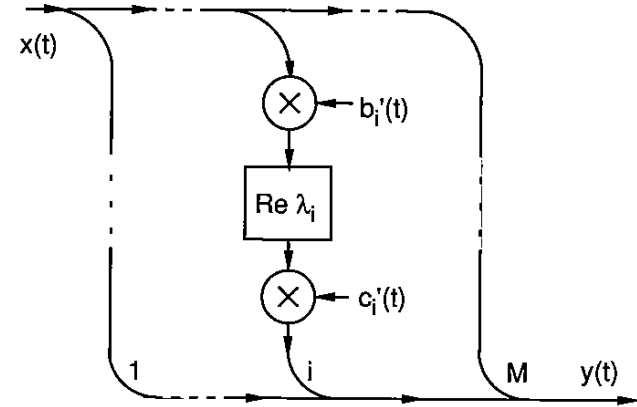 x(t)
× b_i'(t)
Re λ_i
× c_i'(t)
1 i M y(t)